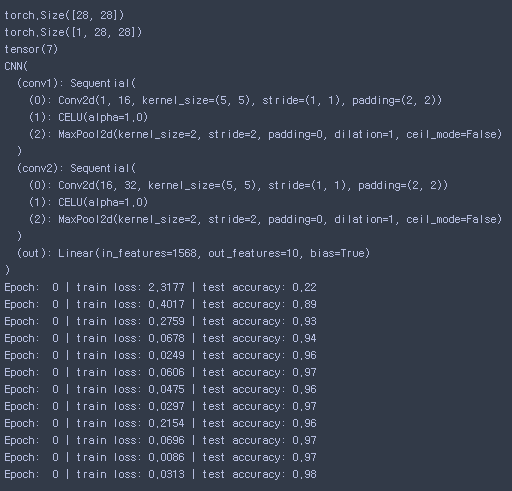 torch.Size([28, 28])
torch.Size([1, 28, 28])
tensor(7)
CNN(
  (conv1): Sequential(
    (0): Conv2d(1, 16, kernel_size=(5, 5), stride=(1, 1), padding=(2, 2))
    (1): CELU(alpha=1.0)
    (2): MaxPool2d(kernel_size=2, stride=2, padding=0, dilation=1, ceil_mode=False)
  )
  (conv2): Sequential(
    (0): Conv2d(16, 32, kernel_size=(5, 5), stride=(1, 1), padding=(2, 2))
    (1): CELU(alpha=1.0)
    (2): MaxPool2d(kernel_size=2, stride=2, padding=0, dilation=1, ceil_mode=False)
  )
  (out): Linear(in_features=1568, out_features=10, bias=True)
)
Epoch:  0 | train loss: 2.3177 | test accuracy: 0.22
Epoch:  0 | train loss: 0.4017 | test accuracy: 0.89
Epoch:  0 | train loss: 0.2759 | test accuracy: 0.93
Epoch:  0 | train loss: 0.0678 | test accuracy: 0.94
Epoch:  0 | train loss: 0.0249 | test accuracy: 0.96
Epoch:  0 | train loss: 0.0606 | test accuracy: 0.97
Epoch:  0 | train loss: 0.0475 | test accuracy: 0.96
Epoch:  0 | train loss: 0.0297 | test accuracy: 0.97
Epoch:  0 | train loss: 0.2154 | test accuracy: 0.96
Epoch:  0 | train loss: 0.0696 | test accuracy: 0.97
Epoch:  0 | train loss: 0.0086 | test accuracy: 0.97
Epoch:  0 | train loss: 0.0313 | test accuracy: 0.98